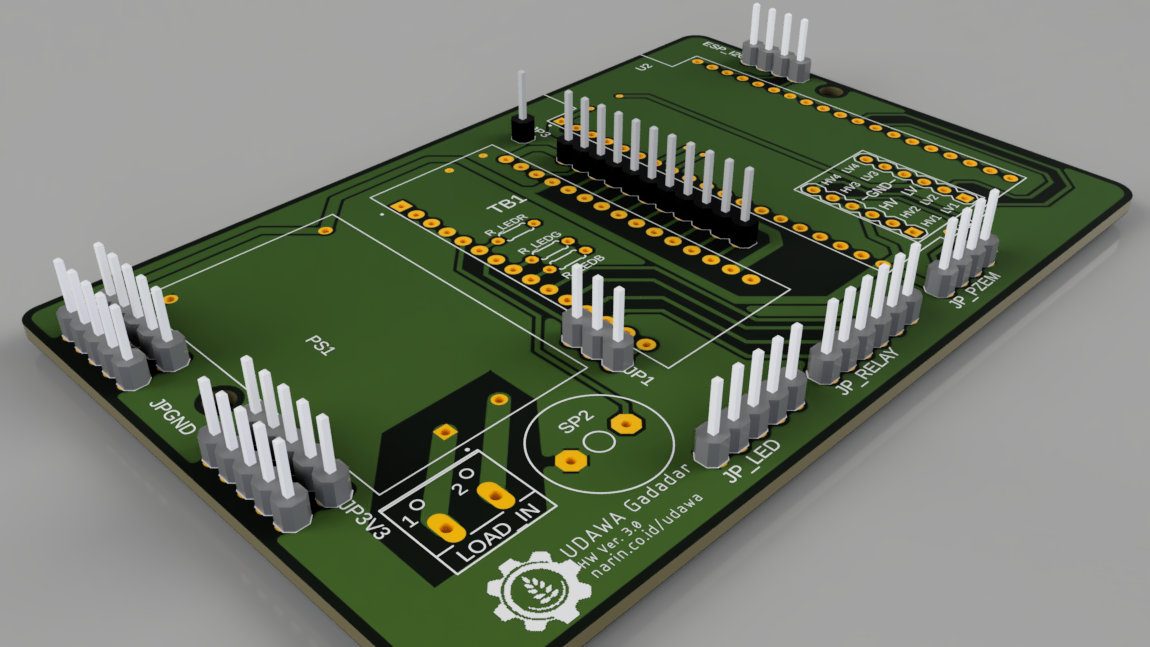 ESP_I2C
U2
JP3
TB1
R_LEDR
R_LEDG
R_LEDB
HV4 LV4
HV3 LV3
GND
HV LV
HV2 LV2
HV1 LV1
JP_PZEM
JP_RELAY
JP_LED
JP1
PS1
SP2
JPGND
JP3V3
1
2
LOAD IN
UDAWA Gadadar
HW Ver. 3.0
narin.co.id/udawa